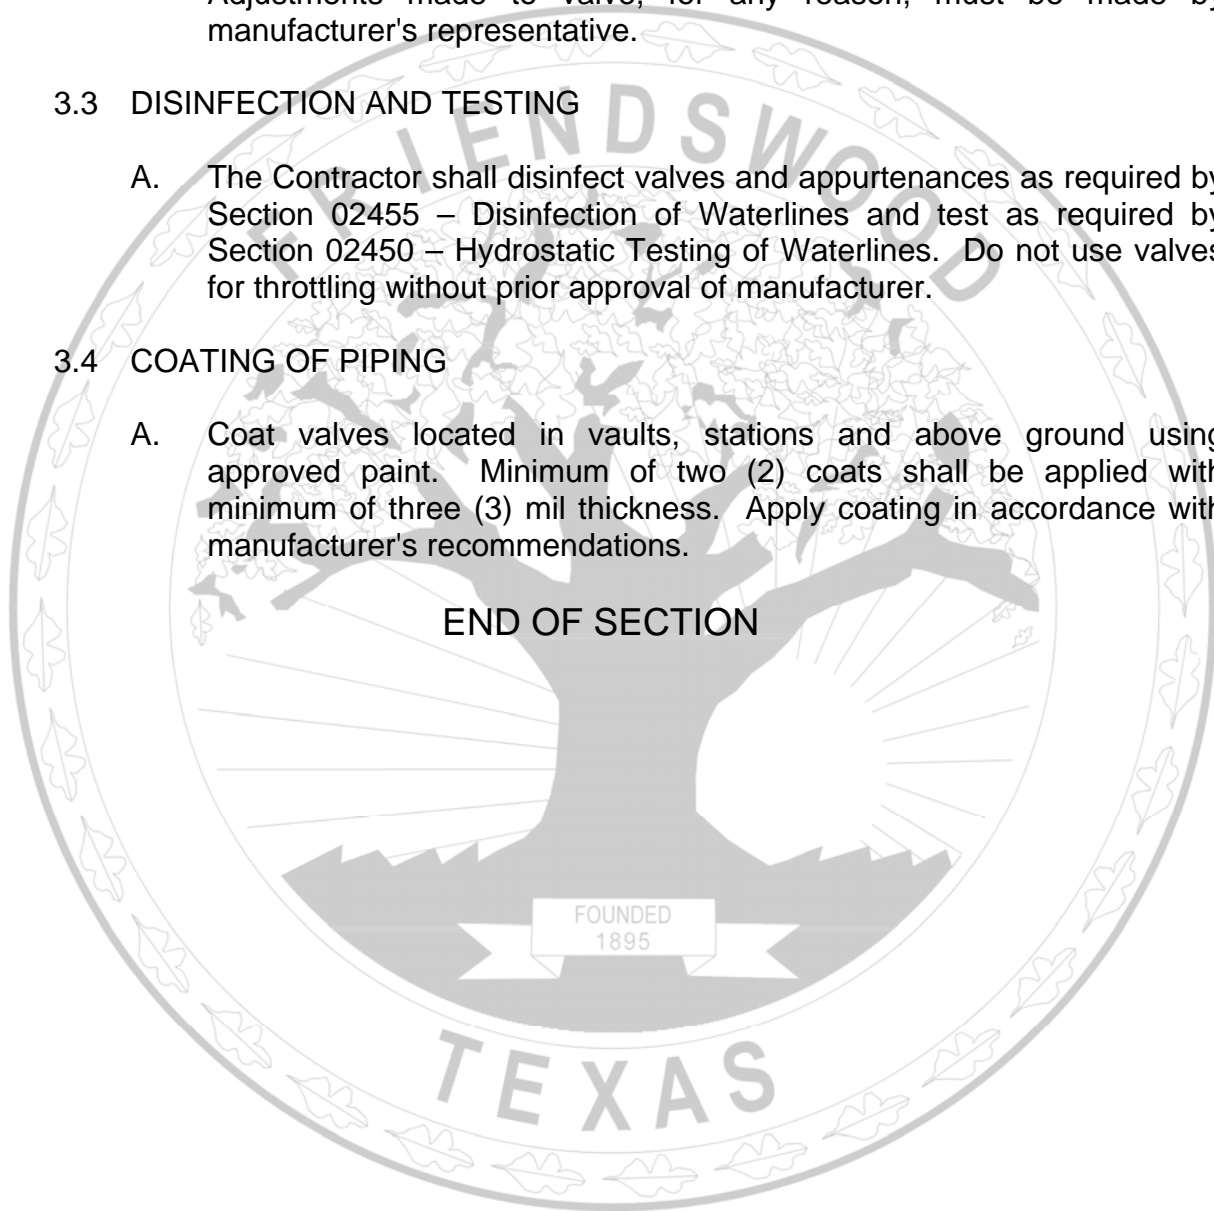 Adjustments made to valve, for any reason, must be made by
manufacturer's representative.
3.3 DISINFECTION AND TESTING
A. The Contractor shall disinfect valves and appurtenances as required by
Section 02455 – Disinfection of Waterlines and test as required by
Section 02450 – Hydrostatic Testing of Waterlines. Do not use valves
for throttling without prior approval of manufacturer.
3.4 COATING OF PIPING
A. Coat valves located in vaults, stations and above ground using
approved paint. Minimum of two (2) coats shall be applied with
minimum of three (3) mil thickness. Apply coating in accordance with
manufacturer's recommendations.
END OF SECTION
FRIENDSWOOD
FOUNDED
1895
TEXAS